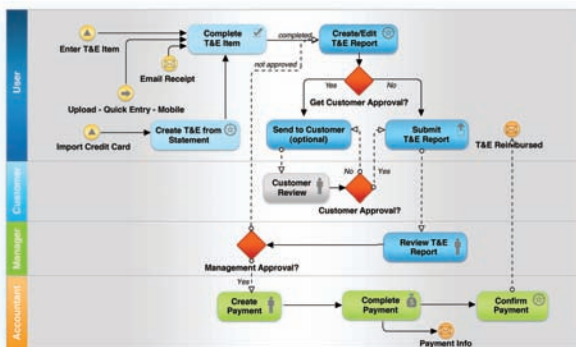 User
Customer
Manager
Accountant
Enter T&E Item
Complete
T&E Item
completed
Create/Edit
T&E Report
Email Receipt
not approved
Upload - Quick Entry - Mobile
Yes
No
Get Customer Approval?
Import Credit Card
Create T&E from
Statement
Send to Customer
(optional)
Submit
T&E Report
T&E Reimbursed
Customer
Review
No
Yes
Customer Approval?
Management Approval?
Review T&E
Report
Yes
Create
Payment
Complete
Payment
Confirm
Payment
Payment Info